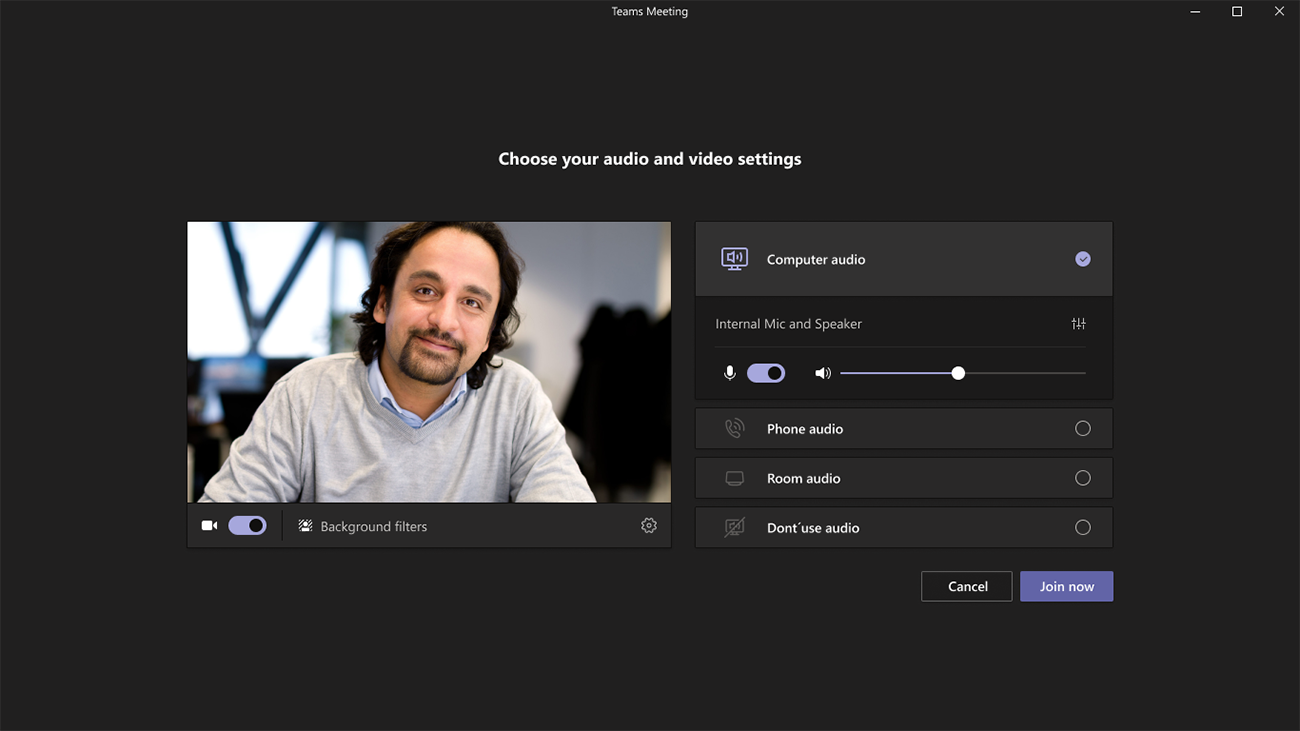 Teams Meeting
Choose your audio and video settings
Computer audio
Internal Mic and Speaker
Phone audio
Room audio
Dont´use audio
Background filters
Cancel
Join now